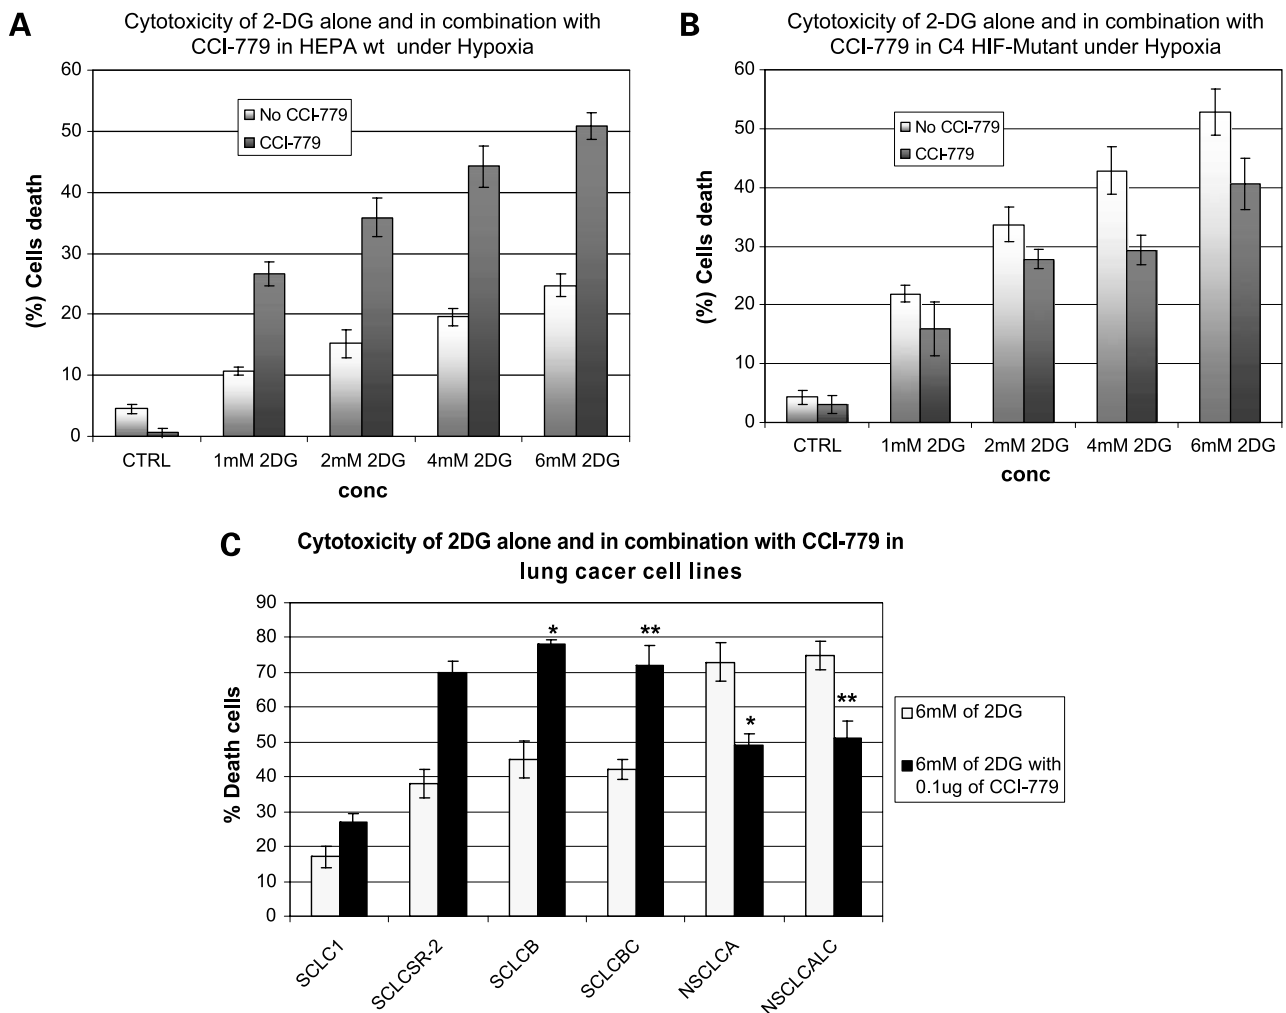 A
Cytotoxicity of 2-DG alone and in combination with
CCI-779 in HEPA wt under Hypoxia
60
50
40
30
20
10
0
(%) Cells death
No CCI-779
CCI-779
CTRL 1mM 2DG 2mM 2DG 4mM 2DG 6mM 2DG
conc
B
Cytotoxicity of 2-DG alone and in combination with
CCI-779 in C4 HIF-Mutant under Hypoxia
60
50
40
30
20
10
0
(%) Cells death
No CCI-779
CCI-779
CTRL 1mM 2DG 2mM 2DG 4mM 2DG 6mM 2DG
conc
C
Cytotoxicity of 2DG alone and in combination with CCI-779 in
lung cacer cell lines
90
80
70
60
50
40
30
20
10
0
% Death cells
* ** * **
SCLC1 SCLCSR-2 SCLCB SCLCBC NSCLCA NSCLCALC
6mM of 2DG
6mM of 2DG with
0.1ug of CCI-779